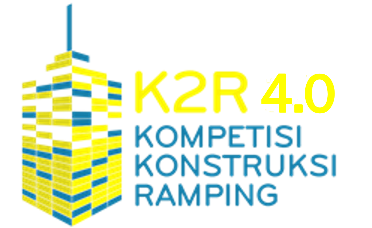 K2R 4.0
KOMPETISI
KONSTRUKSI
RAMPING